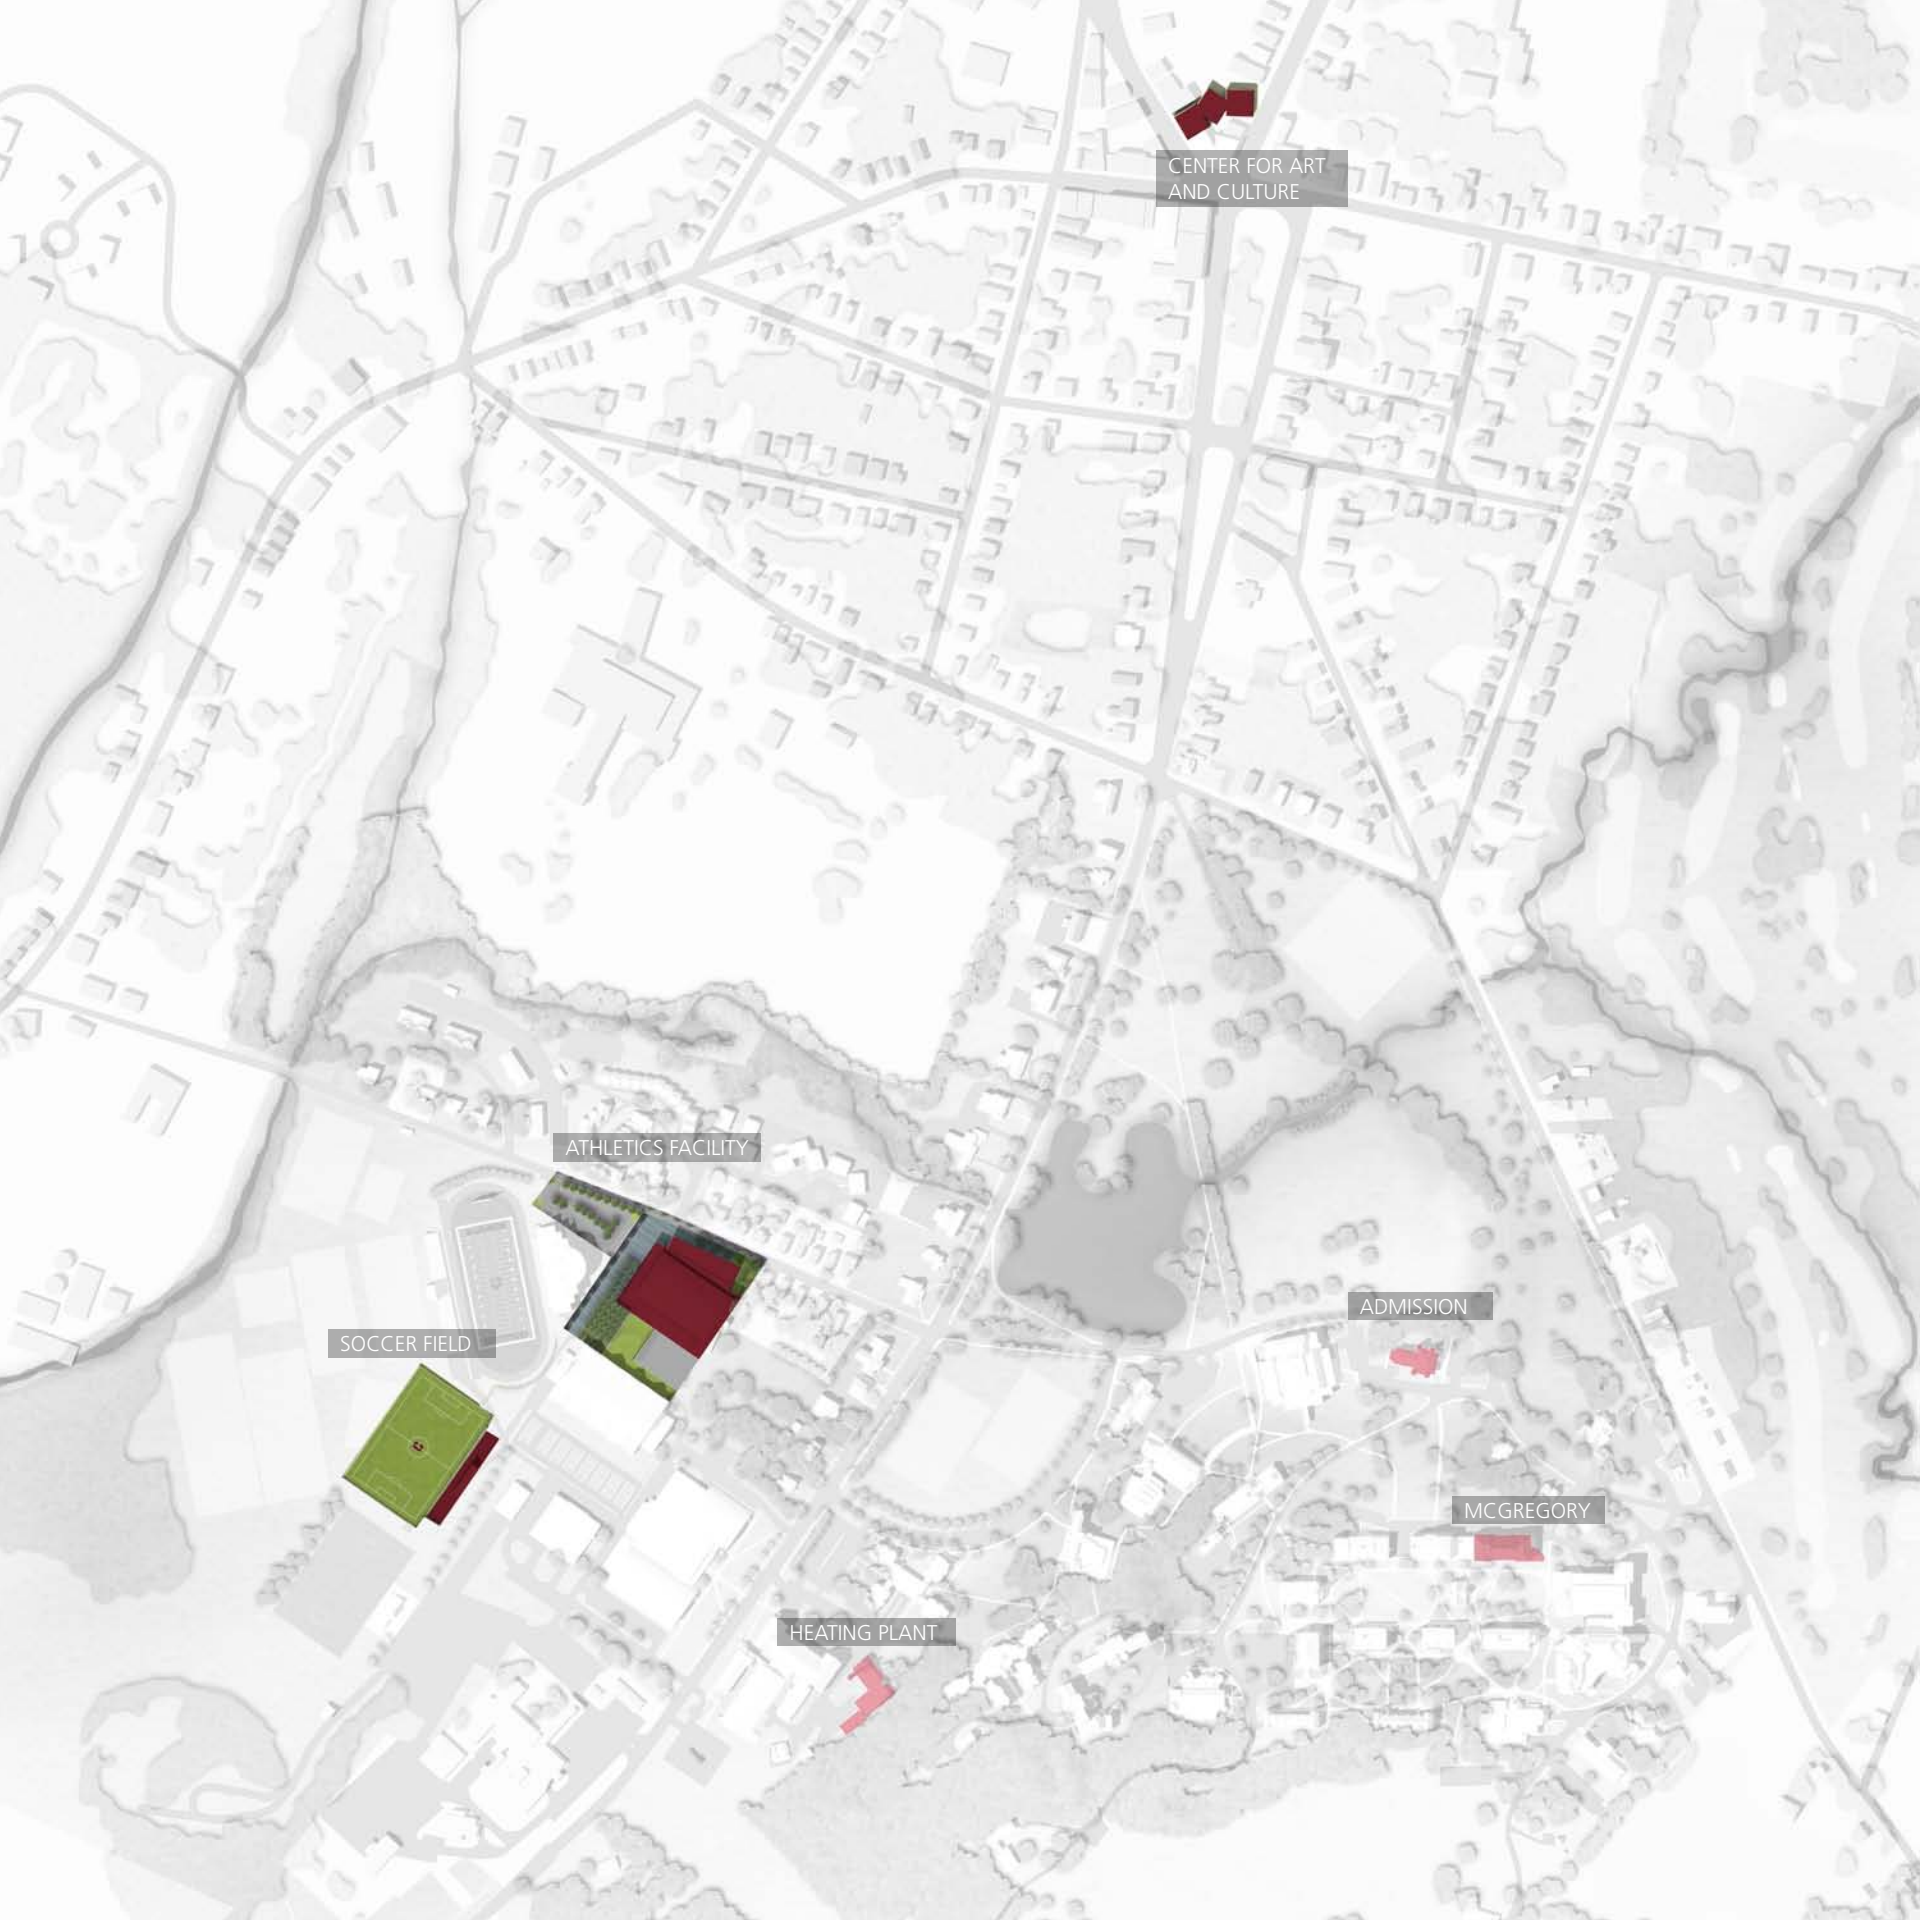 CENTER FOR ART
AND CULTURE
ATHLETICS FACILITY
ADMISSION
SOCCER FIELD
MCGREGORY
HEATING PLANT